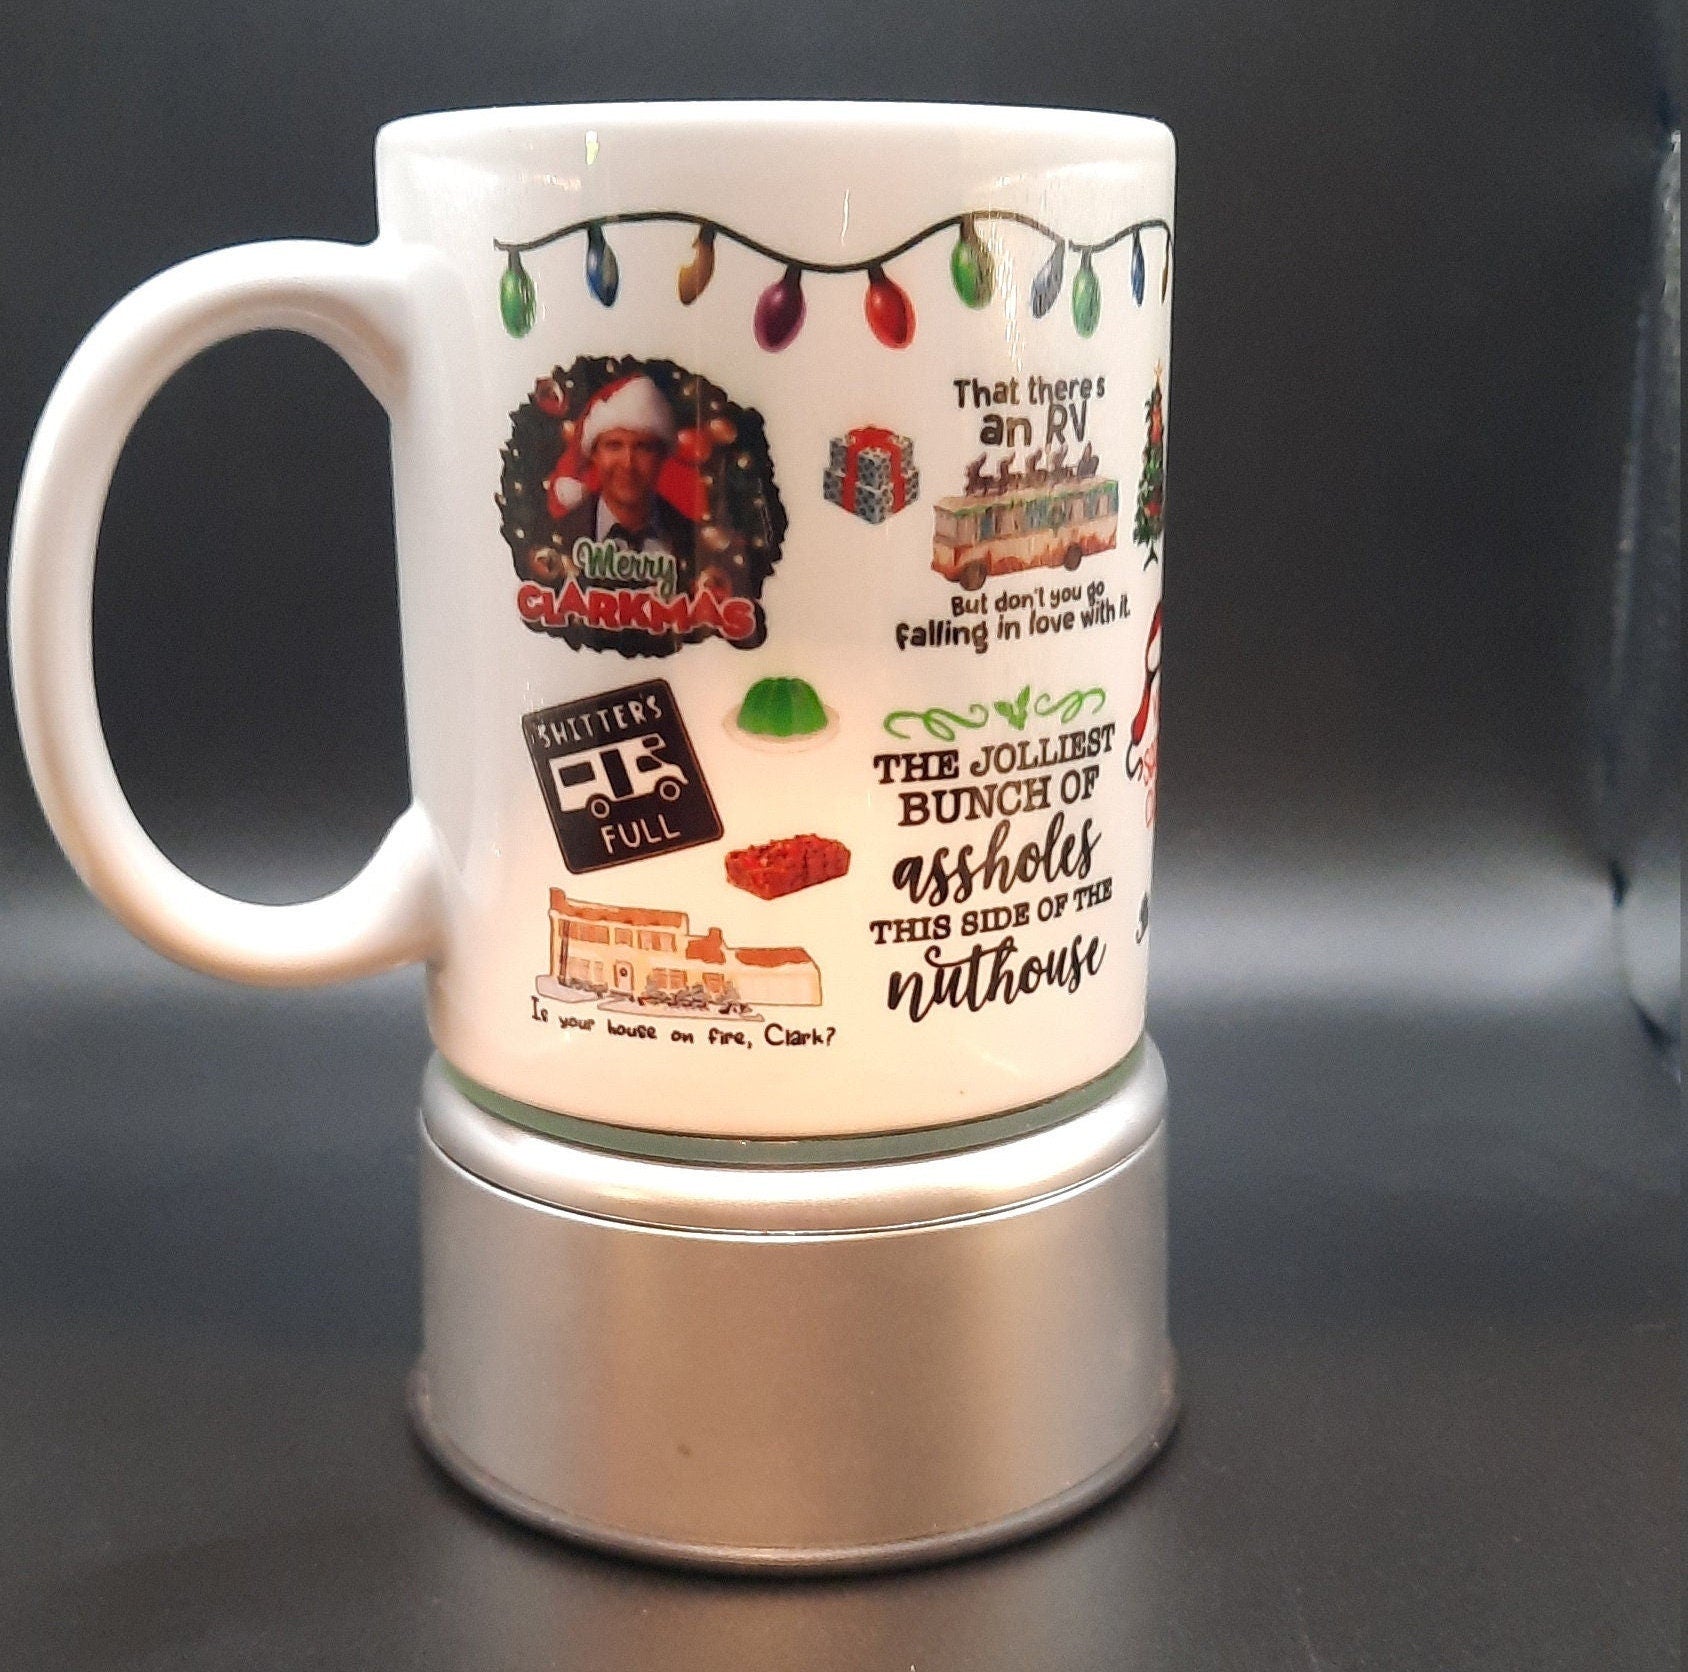 Merry
CLARKMAS
That there's
an RV
But don't you go
falling in love with it.
SHITTER'S
FULL
THE JOLLIEST
BUNCH OF
assholes
THIS SIDE OF THE
nuthouse
Is your house on fire, Clark?